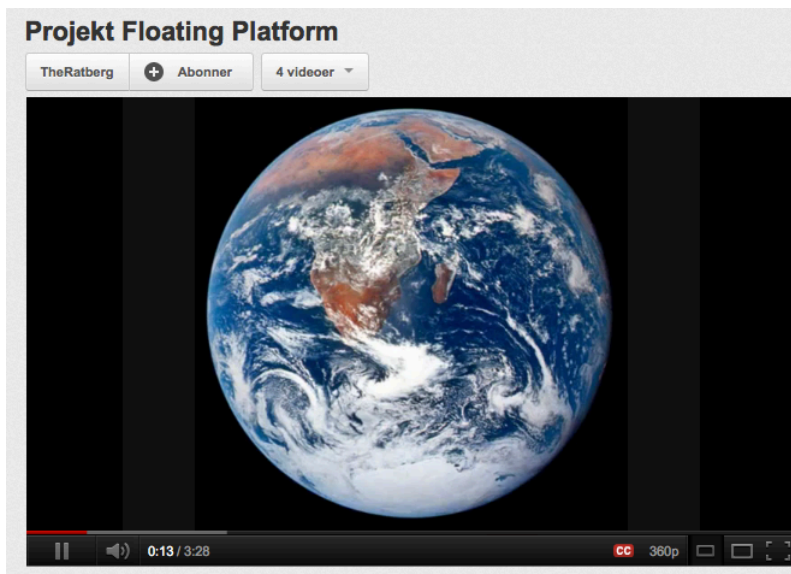 Projekt Floating Platform
TheRatberg Abonner 4 videoer
0:13 / 3:28 CC 360p